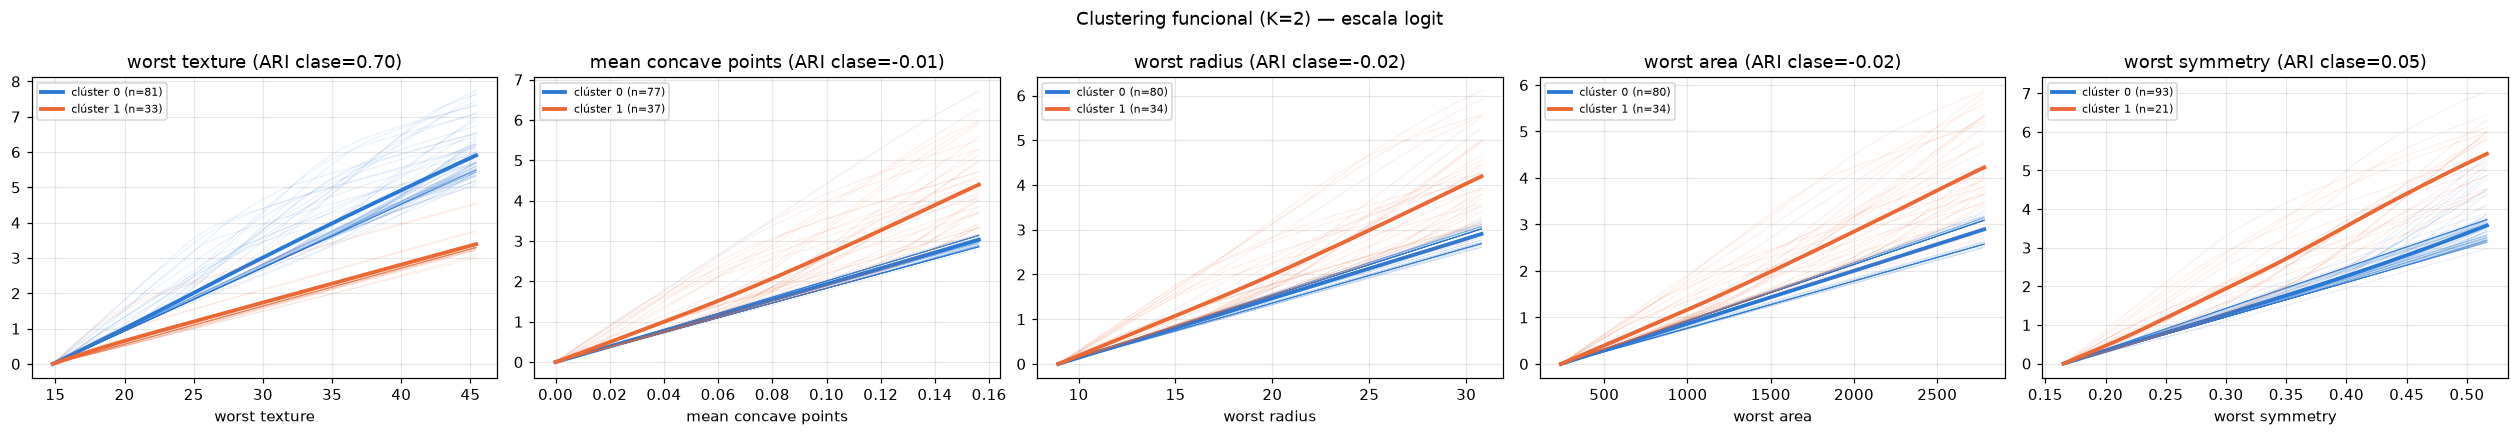 Clustering funcional (K=2) — escala logit
worst texture (ARI clase=0.70)
clúster 0 (n=81)
clúster 1 (n=33)
8
7
6
5
4
3
2
1
0
15 20 25 30 35 40 45
worst texture
mean concave points (ARI clase=-0.01)
clúster 0 (n=77)
clúster 1 (n=37)
7
6
5
4
3
2
1
0
0.00 0.02 0.04 0.06 0.08 0.10 0.12 0.14 0.16
mean concave points
worst radius (ARI clase=-0.02)
clúster 0 (n=80)
clúster 1 (n=34)
6
5
4
3
2
1
0
10 15 20 25 30
worst radius
worst area (ARI clase=-0.02)
clúster 0 (n=80)
clúster 1 (n=34)
6
5
4
3
2
1
0
500 1000 1500 2000 2500
worst area
worst symmetry (ARI clase=0.05)
clúster 0 (n=93)
clúster 1 (n=21)
7
6
5
4
3
2
1
0
0.15 0.20 0.25 0.30 0.35 0.40 0.45 0.50
worst symmetry